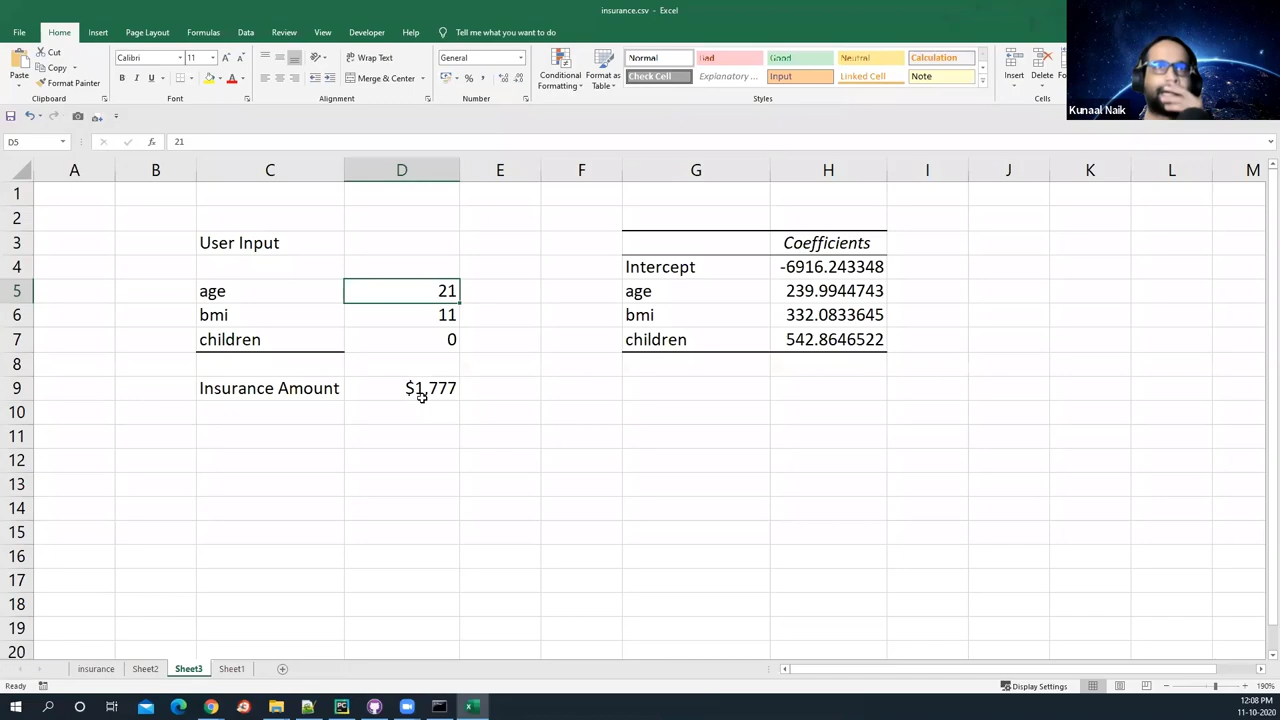 insurance.csv - Excel
File Home Insert Page Layout Formulas Data Review View Developer Help Tell me what you want to do
Cut Calibri 11 Wrap Text General Normal Bad Good Neutral Calculation
Copy
Paste Format Painter Merge & Center Conditional Formatting Format as Table Check Cell Explanatory ... Input Linked Cell Note Insert Delete
Clipboard Font Alignment Number Styles Cells
Kunaal Naik
D5 21
A B C D E F G H I J K L M
1
2
3 User Input Coefficients
4 Intercept -6916.243348
5 age 21 age 239.9944743
6 bmi 11 bmi 332.0833645
7 children 0 children 542.8646522
8
9 Insurance Amount $1,777
10
11
12
13
14
15
16
17
18
19
20
insurance Sheet2 Sheet3 Sheet1
Ready Display Settings 190%
12:08 PM
11-10-2020